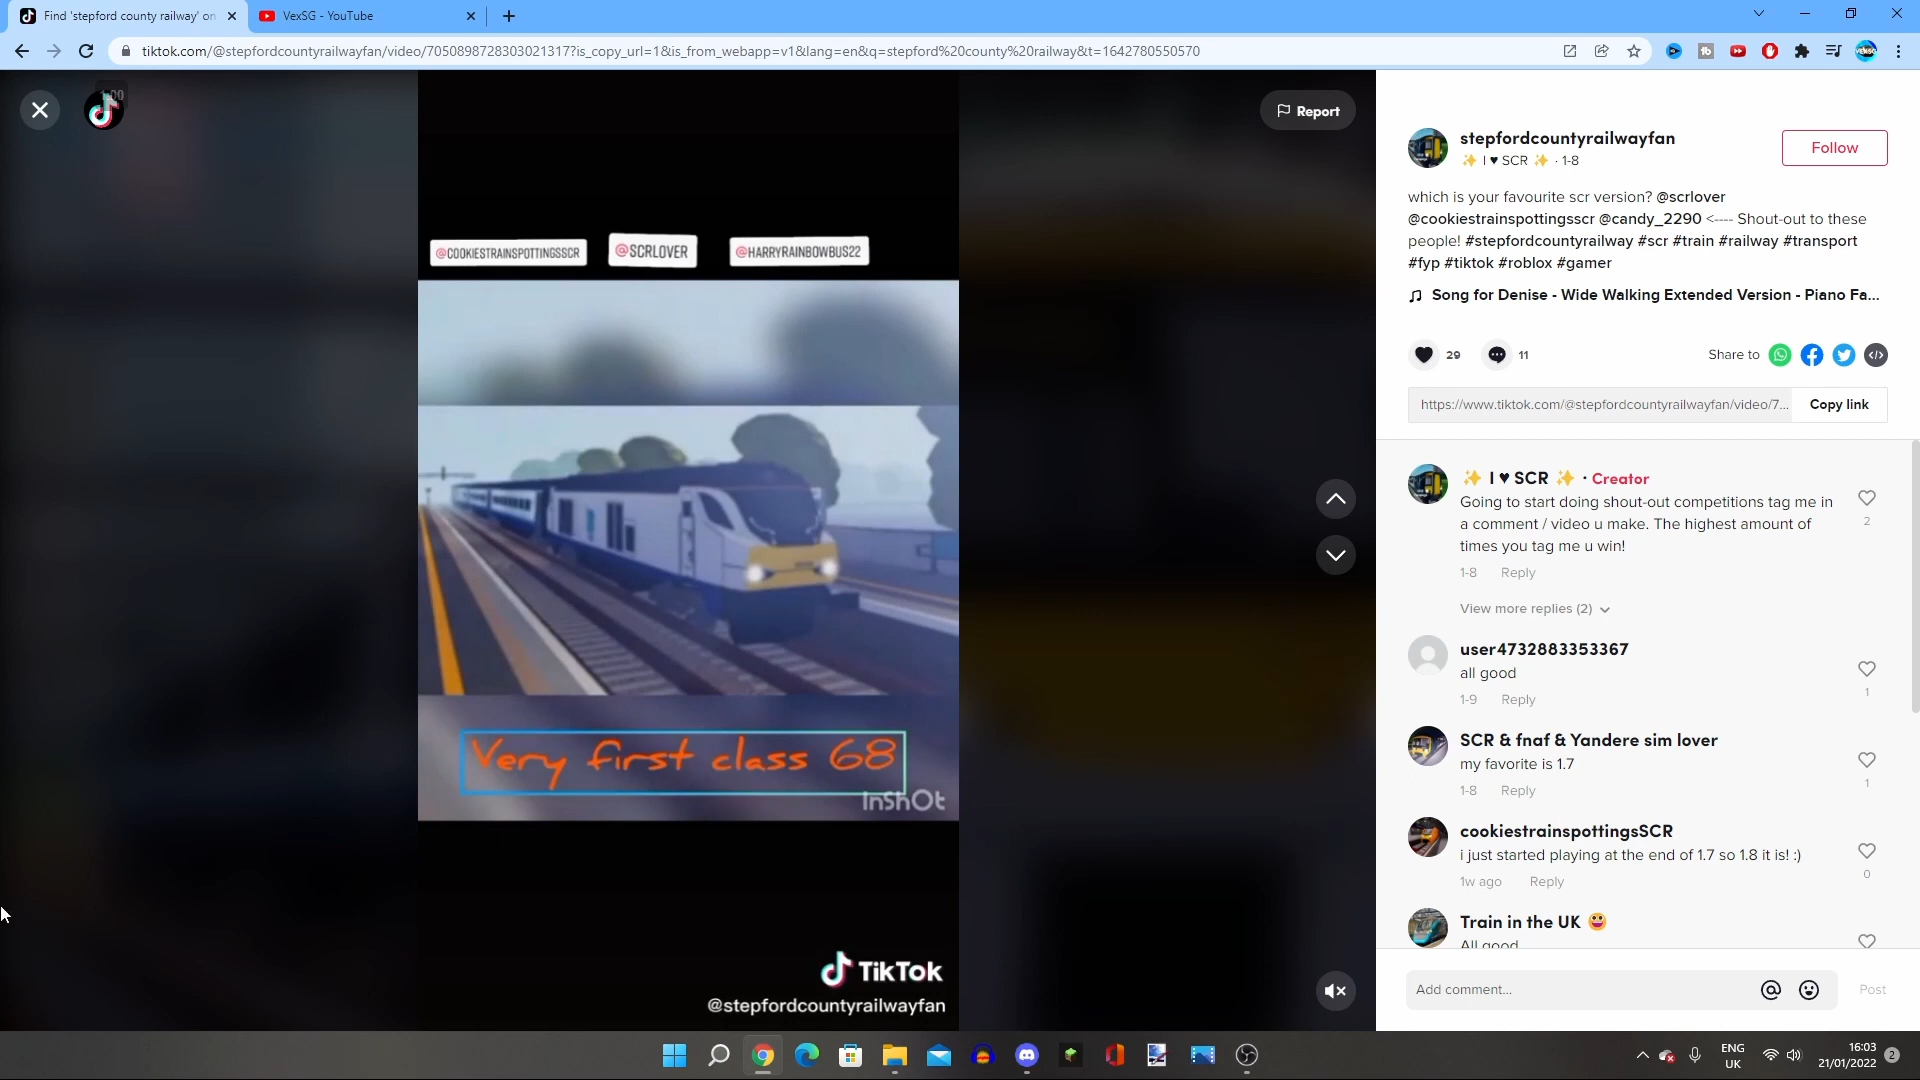 Find 'stepford county railway' on
VexSG - YouTube
tiktok.com/@stepfordcountyrailwayfan/video/7050898728303021317?is_copy_url=1&is_from_webapp=v1&lang=en&q=stepford%20county%20railway&t=1642780550570
1.00
Report
@COOKIESTRAINSPOTTINGSSCR
@SCRLOVER
@HARRYRAINBOWBUS22
Very first class 68
InShOt
TikTok
@stepfordcountyrailwayfan
stepfordcountyrailwayfan
✨ I ♥ SCR ✨ · 1-8
Follow
which is your favourite scr version? @scrlover
@cookiestrainspottingsscr @candy_2290 <---- Shout-out to these
people! #stepfordcountyrailway #scr #train #railway #transport
#fyp #tiktok #roblox #gamer
Song for Denise - Wide Walking Extended Version - Piano Fa...
29
11
Share to
https://www.tiktok.com/@stepfordcountyrailwayfan/video/7...
Copy link
✨ I ♥ SCR ✨ · Creator
Going to start doing shout-out competitions tag me in
a comment / video u make. The highest amount of
times you tag me u win!
2
1-8 Reply
View more replies (2)
user4732883353367
all good
1
1-9 Reply
SCR & fnaf & Yandere sim lover
my favorite is 1.7
1
1-8 Reply
cookiestrainspottingsSCR
i just started playing at the end of 1.7 so 1.8 it is! :)
0
1w ago Reply
Train in the UK 😀
All good
Add comment...
Post
ENG
UK
16:03
21/01/2022
2